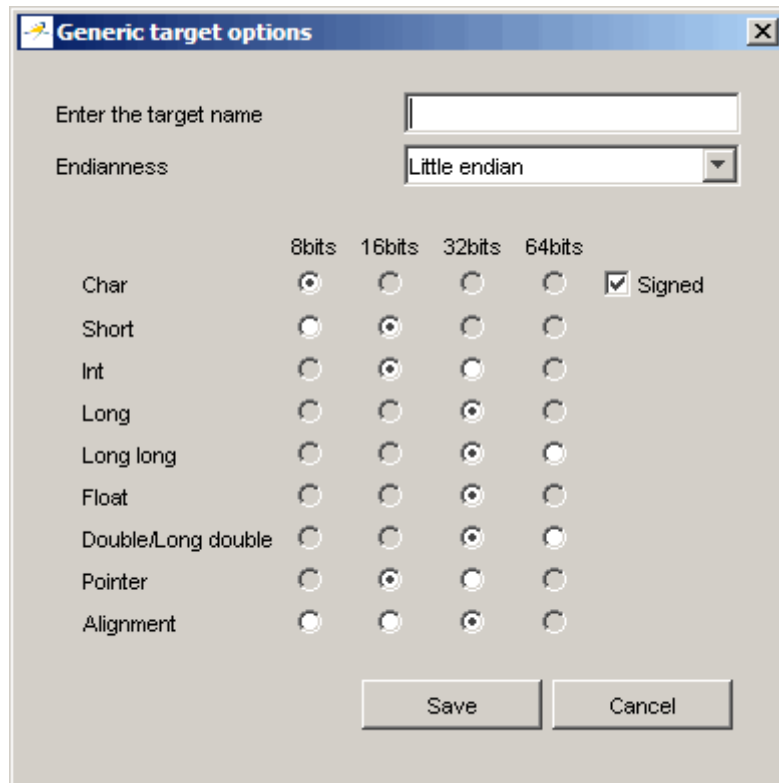 Generic target options
Enter the target name
Endianness Little endian
8bits 16bits 32bits 64bits
Char Signed
Short
Int
Long
Long long
Float
Double/Long double
Pointer
Alignment
Save Cancel